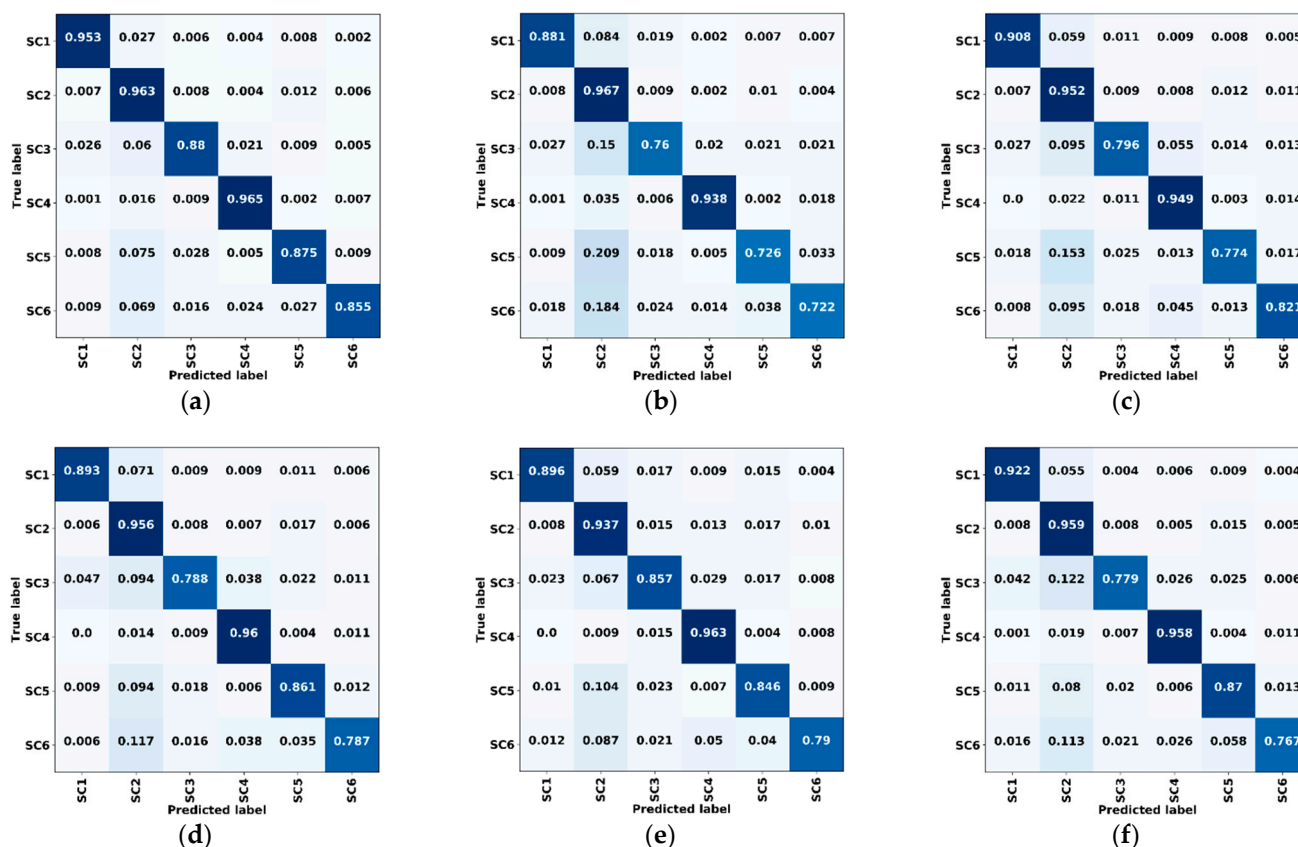 SC1 0.953 0.027 0.006 0.004 0.008 0.002
SC2 0.007 0.963 0.008 0.004 0.012 0.006
SC3 0.026 0.06 0.88 0.021 0.009 0.005
SC4 0.001 0.016 0.009 0.965 0.002 0.007
SC5 0.008 0.075 0.028 0.005 0.875 0.009
SC6 0.009 0.069 0.016 0.024 0.027 0.855
True label
SC1 SC2 SC3 SC4 SC5 SC6
Predicted label
(a)
SC1 0.881 0.084 0.019 0.002 0.007 0.007
SC2 0.008 0.967 0.009 0.002 0.01 0.004
SC3 0.027 0.15 0.76 0.02 0.021 0.021
SC4 0.001 0.035 0.006 0.938 0.002 0.018
SC5 0.009 0.209 0.018 0.005 0.726 0.033
SC6 0.018 0.184 0.024 0.014 0.038 0.722
True label
SC1 SC2 SC3 SC4 SC5 SC6
Predicted label
(b)
SC1 0.908 0.059 0.011 0.009 0.008 0.005
SC2 0.007 0.952 0.009 0.008 0.012 0.011
SC3 0.027 0.095 0.796 0.055 0.014 0.013
SC4 0.0 0.022 0.011 0.949 0.003 0.014
SC5 0.018 0.153 0.025 0.013 0.774 0.017
SC6 0.008 0.095 0.018 0.045 0.013 0.821
True label
SC1 SC2 SC3 SC4 SC5 SC6
Predicted label
(c)
SC1 0.893 0.071 0.009 0.009 0.011 0.006
SC2 0.006 0.956 0.008 0.007 0.017 0.006
SC3 0.047 0.094 0.788 0.038 0.022 0.011
SC4 0.0 0.014 0.009 0.96 0.004 0.011
SC5 0.009 0.094 0.018 0.006 0.861 0.012
SC6 0.006 0.117 0.016 0.038 0.035 0.787
True label
SC1 SC2 SC3 SC4 SC5 SC6
Predicted label
(d)
SC1 0.896 0.059 0.017 0.009 0.015 0.004
SC2 0.008 0.937 0.015 0.013 0.017 0.01
SC3 0.023 0.067 0.857 0.029 0.017 0.008
SC4 0.0 0.009 0.015 0.963 0.004 0.008
SC5 0.01 0.104 0.023 0.007 0.846 0.009
SC6 0.012 0.087 0.021 0.05 0.04 0.79
True label
SC1 SC2 SC3 SC4 SC5 SC6
Predicted label
(e)
SC1 0.922 0.055 0.004 0.006 0.009 0.004
SC2 0.008 0.959 0.008 0.005 0.015 0.005
SC3 0.042 0.122 0.779 0.026 0.025 0.006
SC4 0.001 0.019 0.007 0.958 0.004 0.011
SC5 0.011 0.08 0.02 0.006 0.87 0.013
SC6 0.016 0.113 0.021 0.026 0.058 0.767
True label
SC1 SC2 SC3 SC4 SC5 SC6
Predicted label
(f)